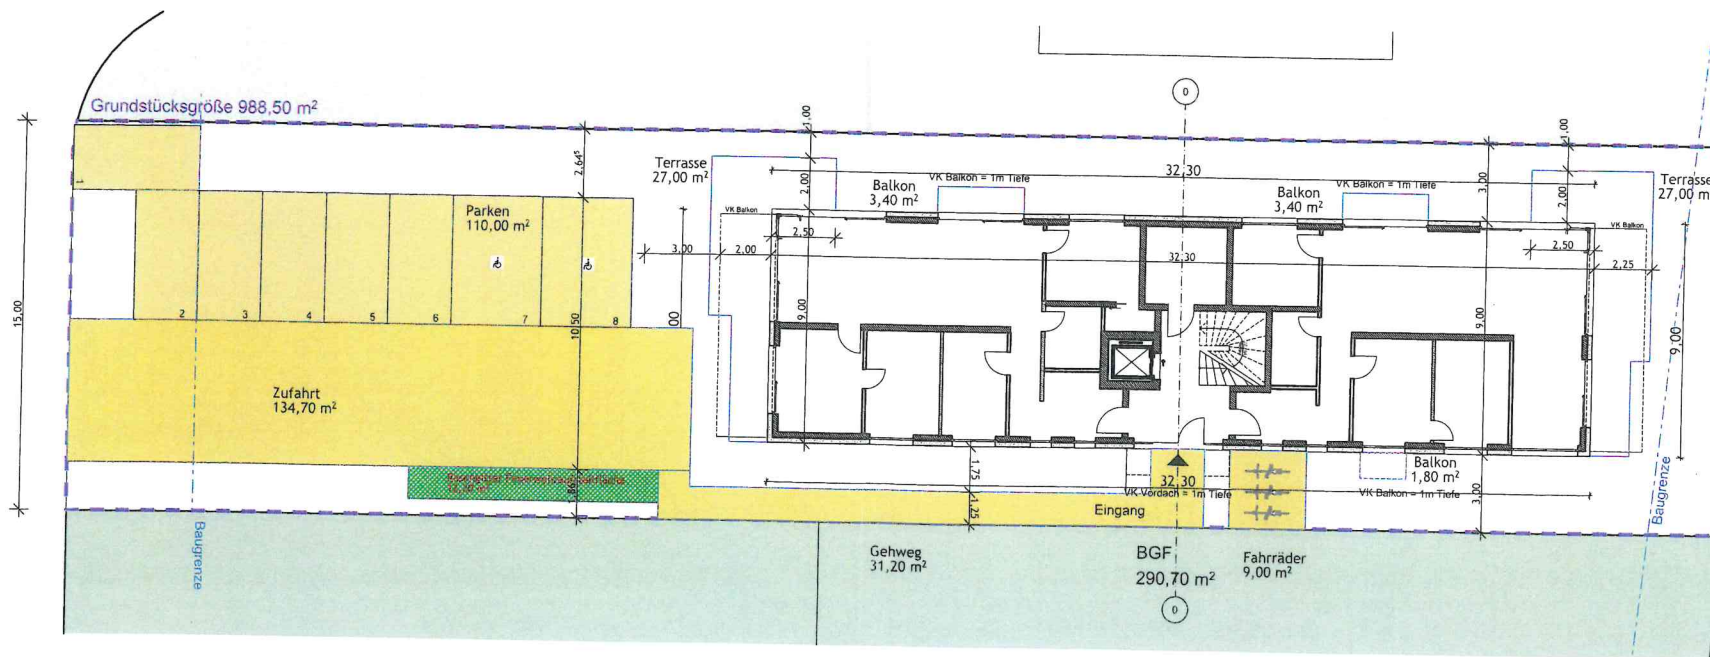 Grundstücksgröße 988,50 m²
15,00
1
2
3
4
5
6
7
8
Parken
110,00 m²
2,64⁵
10,50
Zufahrt
134,70 m²
1,86⁵
Baugrenze
Terrasse
27,00 m²
VK Balkon
3,00
2,00
2,50
1,00
2,00
9,00
00
Balkon
3,40 m²
VK Balkon = 1m Tiefe
32,30
32,30
0
Balkon
3,40 m²
VK Balkon = 1m Tiefe
3,00
1,00
2,00
Terrasse
27,00 m²
VK Balkon
2,50
2,25
9,00
9,00
1,75
1,25
32,30
VK Vordach = 1m Tiefe
Eingang
Balkon
1,80 m²
VK Balkon = 1m Tiefe
3,00
Baugrenze
Gehweg
31,20 m²
BGF
290,70 m²
Fahrräder
9,00 m²
0